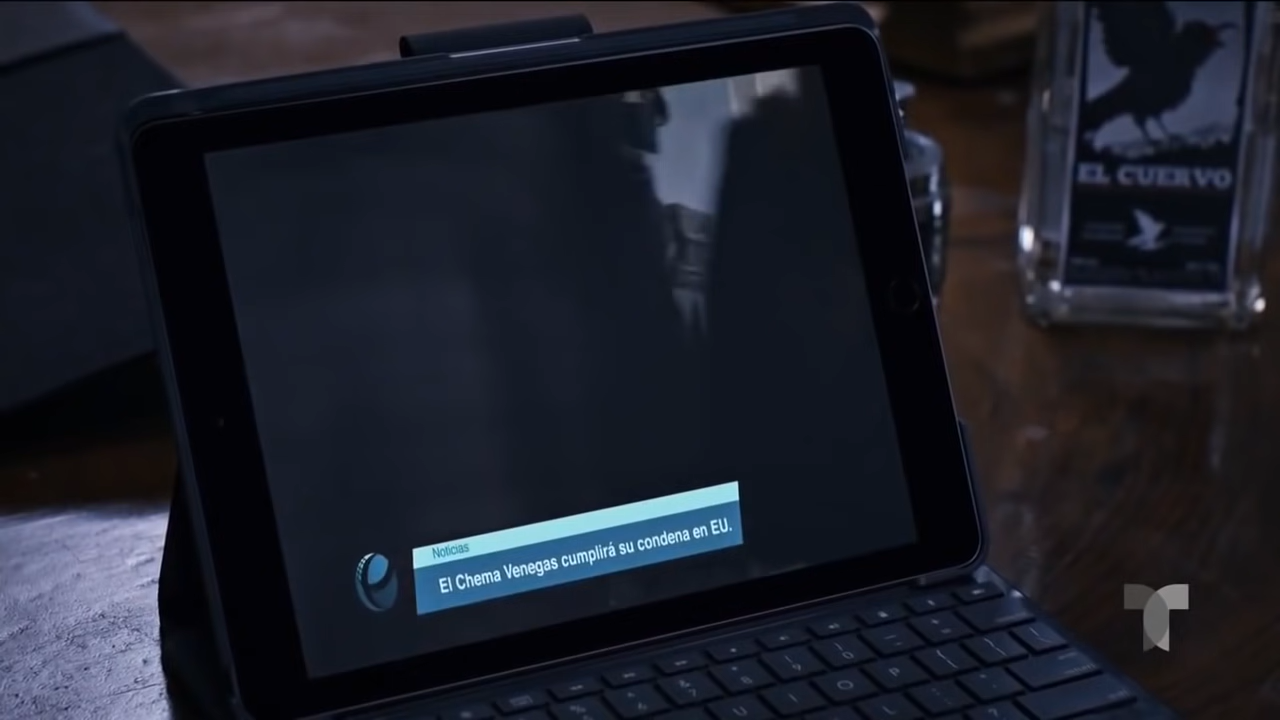 EL CUERVO
Noticias
El Chema Venegas cumplirá su condena en EU.